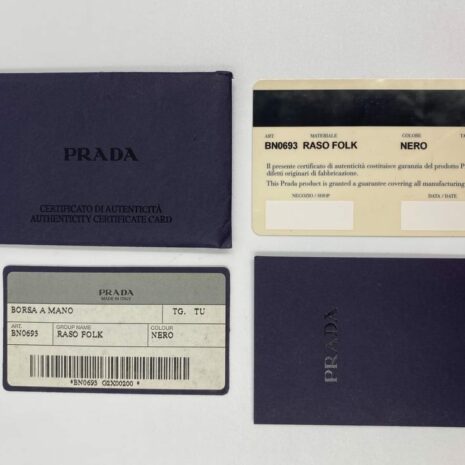 PRADA
CERTIFICATO DI AUTENTICITÀ
AUTHENTICITY CERTIFICATE CARD
ART. MATERIALE COLORE TA
BN0693 RASO FOLK NERO
Il presente certificato di autenticità costituisce garanzia del prodotto P
difetti originari di fabbricazione.
This Prada product is granted a guarantee covering all manufacturing
NEGOZIO / SHOP DATA / DATE
PRADA
MADE IN ITALY
BORSA A MANO TG. TU
ART. GROUP NAME COLOUR
BN0693 RASO FOLK NERO
*BN0693 G2X00200 *
PRADA